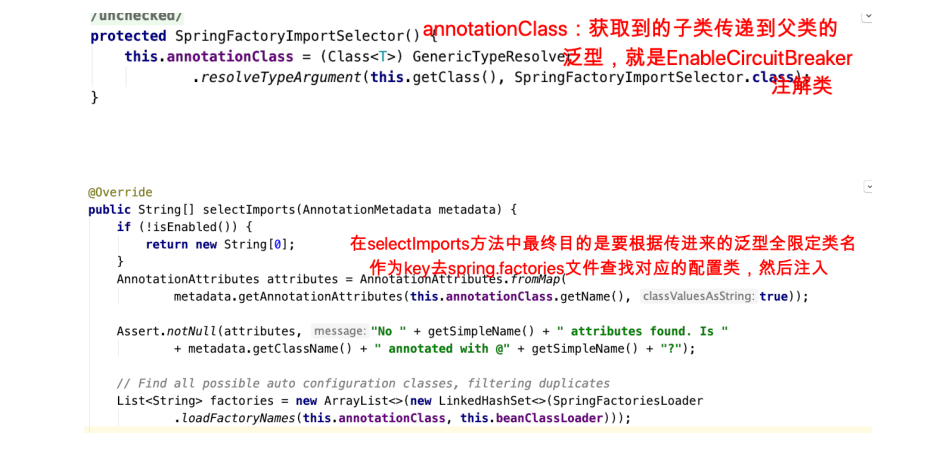 /unchecked/
protected SpringFactoryImportSelector() {
annotationClass：获取到的子类传递到父类的
this.annotationClass = (Class<T>) GenericTypeResolver
泛型，就是EnableCircuitBreaker
.resolveTypeArgument(this.getClass(), SpringFactoryImportSelector.class);
注解类
}
@Override
public String[] selectImports(AnnotationMetadata metadata) {
if (!isEnabled()) {
return new String[0];
在selectImports方法中最终目的是要根据传进来的泛型全限定类名
}
作为key去spring.factories文件查找对应的配置类，然后注入
AnnotationAttributes attributes = AnnotationAttributes.fromMap(
metadata.getAnnotationAttributes(this.annotationClass.getName(), classValuesAsString: true));
Assert.notNull(attributes, message: "No " + getSimpleName() + " attributes found. Is "
+ metadata.getClassName() + " annotated with @" + getSimpleName() + "?");
// Find all possible auto configuration classes, filtering duplicates
List<String> factories = new ArrayList<>(new LinkedHashSet<>(SpringFactoriesLoader
.loadFactoryNames(this.annotationClass, this.beanClassLoader)));